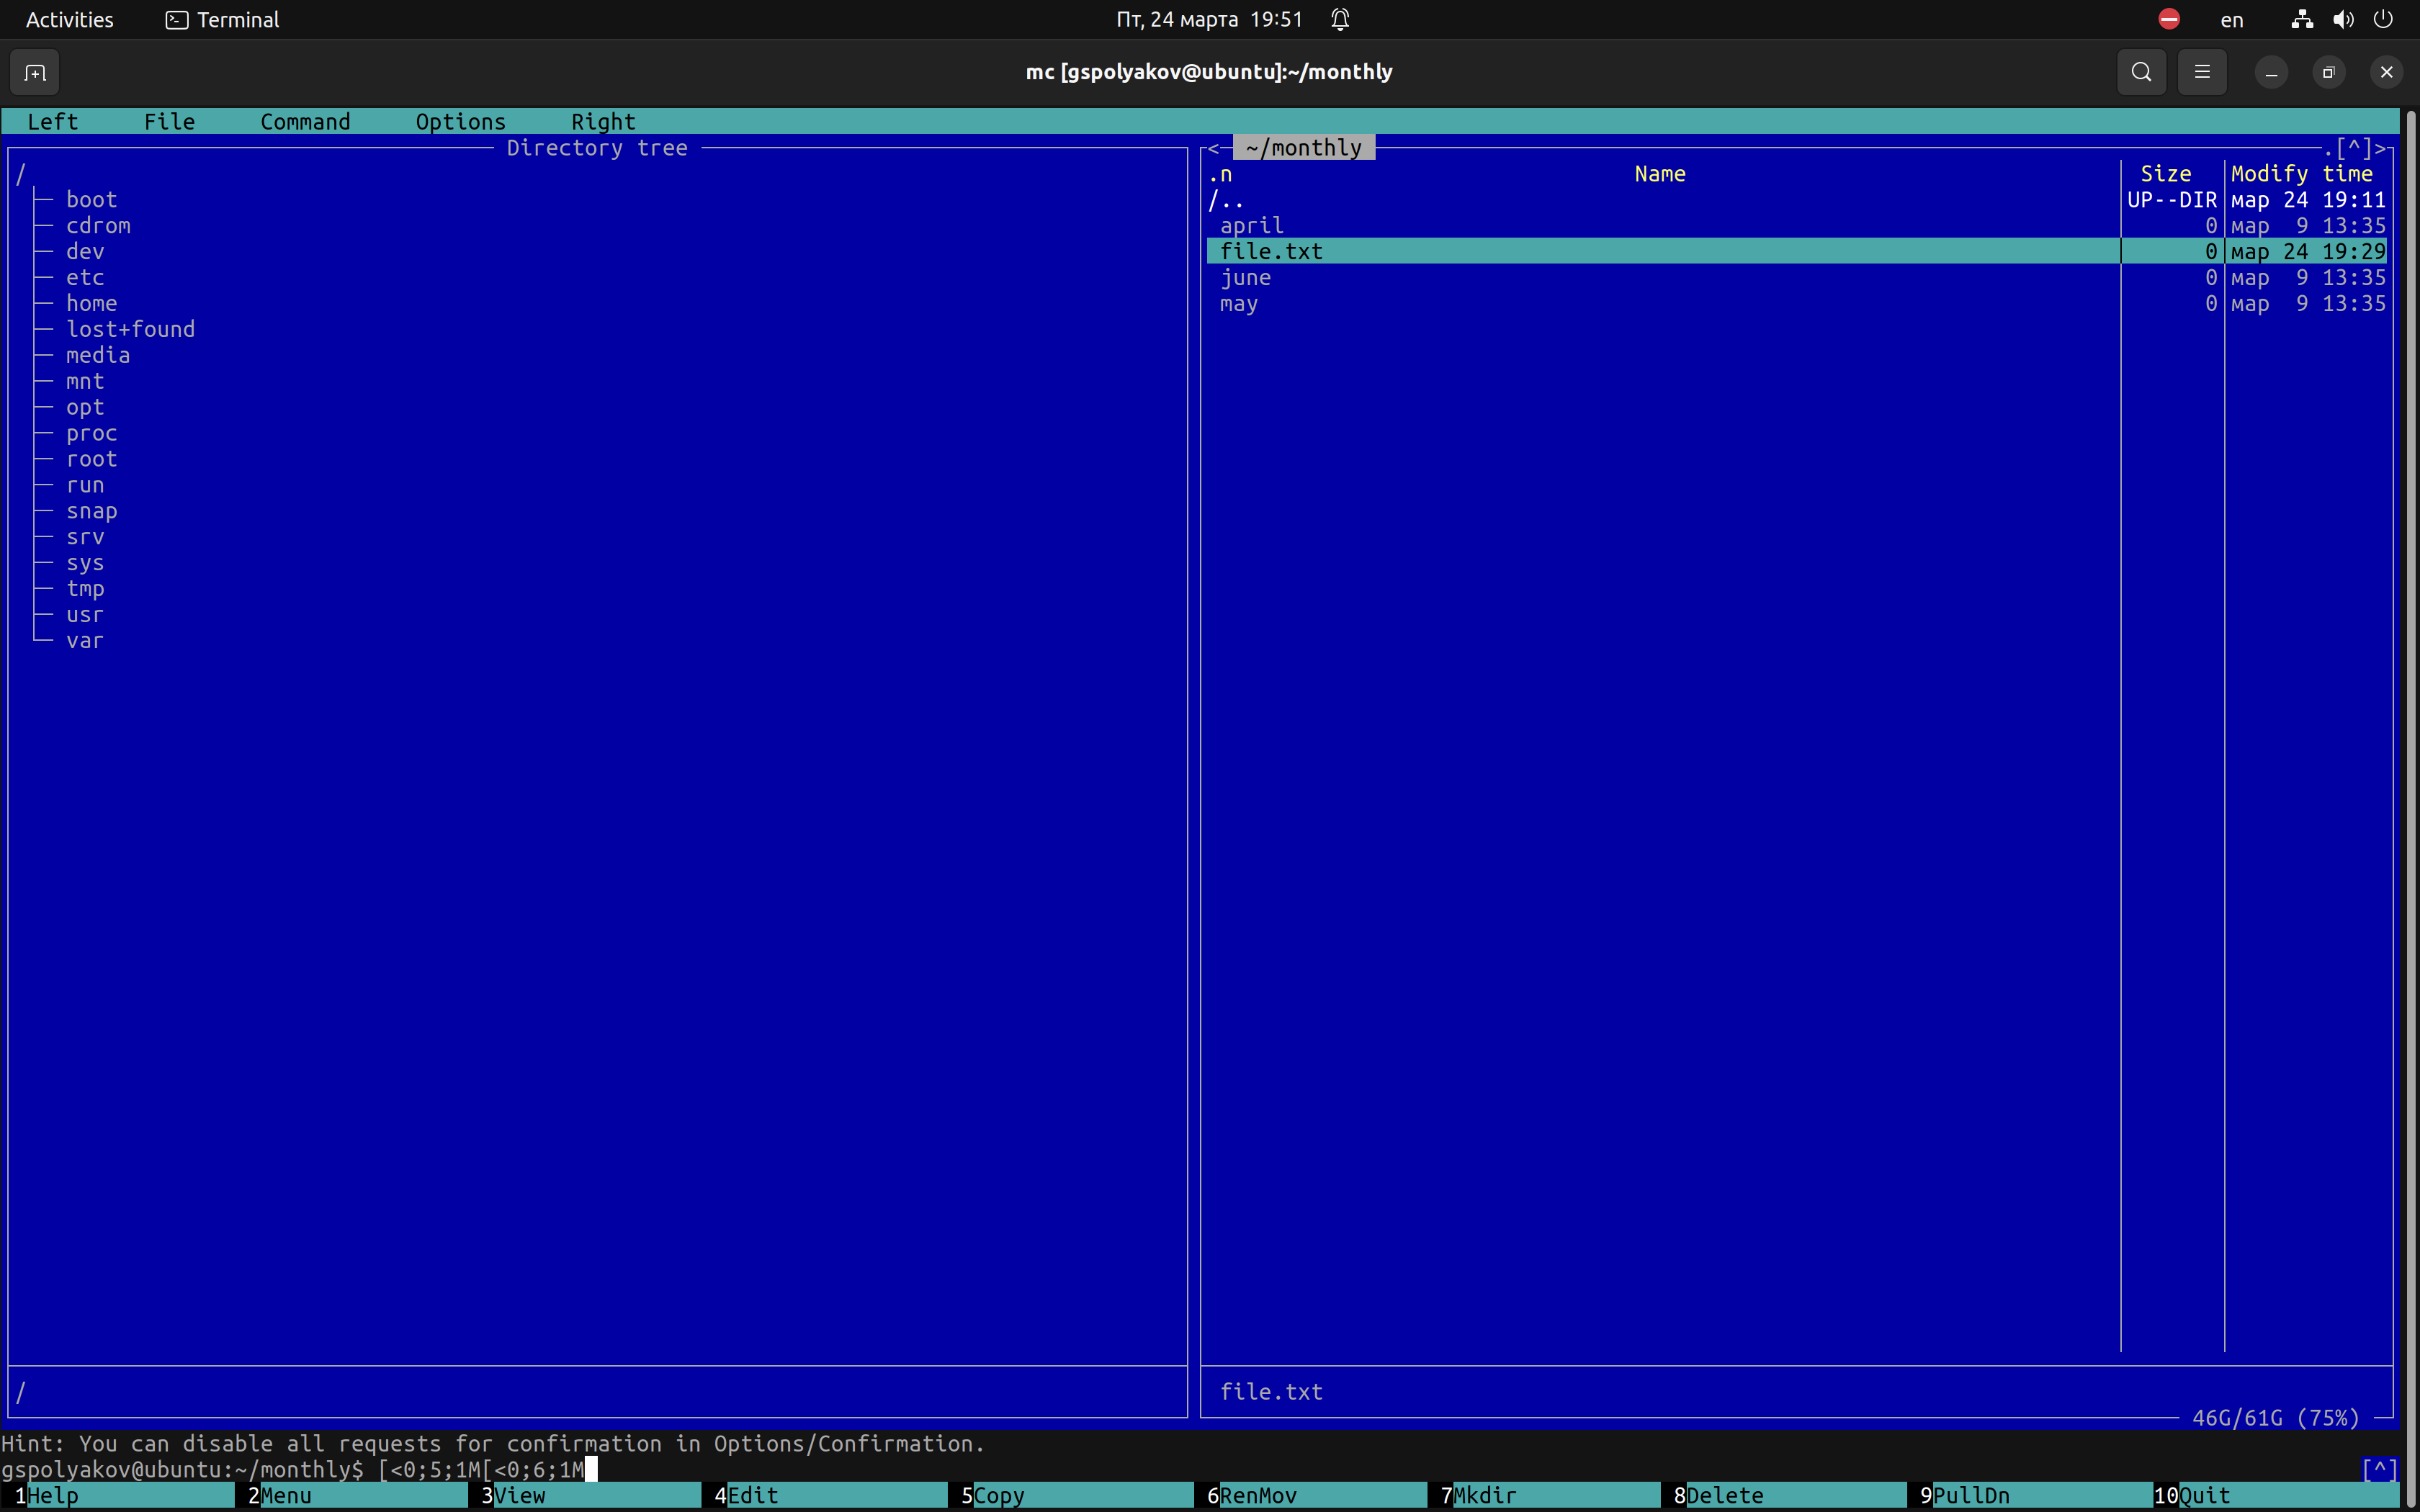 Activities Terminal Пт, 24 марта 19:51 en
mc [gspolyakov@ubuntu]:~/monthly
Left File Command Options Right
Directory tree
/
boot
cdrom
dev
etc
home
lost+found
media
mnt
opt
proc
root
run
snap
srv
sys
tmp
usr
var
/
<- ~/monthly .[^]>
.n Name Size Modify time
/.. UP--DIR мар 24 19:11
april 0 мар 9 13:35
file.txt 0 мар 24 19:29
june 0 мар 9 13:35
may 0 мар 9 13:35
file.txt
46G/61G (75%)
Hint: You can disable all requests for confirmation in Options/Confirmation.
gspolyakov@ubuntu:~/monthly$ [<0;5;1M[<0;6;1M [^]
1Help 2Menu 3View 4Edit 5Copy 6RenMov 7Mkdir 8Delete 9PullDn 10Quit